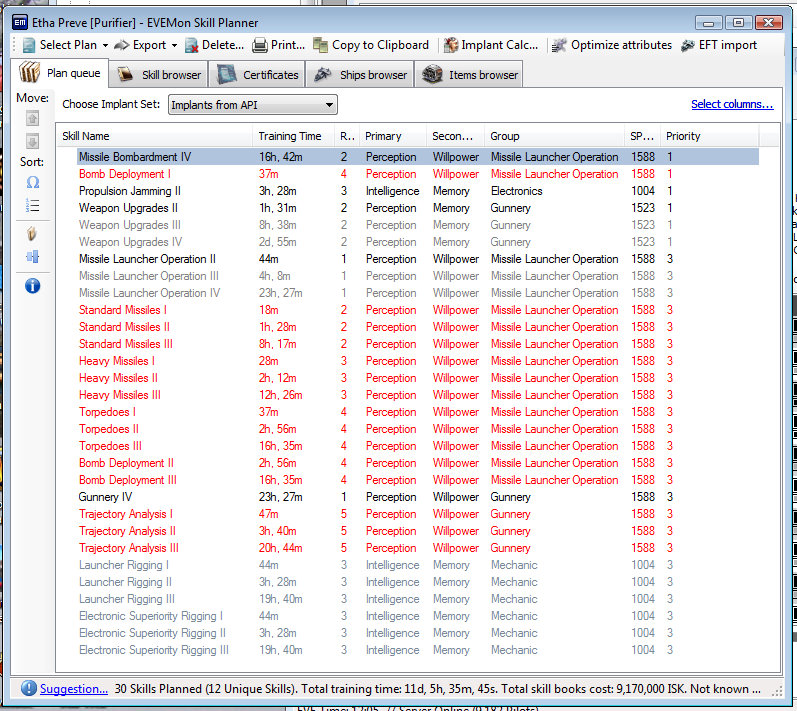 Etha Preve [Purifier] - EVEMon Skill Planner
Select Plan Export Delete... Print... Copy to Clipboard Implant Calc... Optimize attributes EFT import
Plan queue Skill browser Certificates Ships browser Items browser
Move: Choose Implant Set: Implants from API Select columns...
Skill Name Training Time R... Primary Secon... Group SP... Priority
Missile Bombardment IV 16h, 42m 2 Perception Willpower Missile Launcher Operation 1588 1
Bomb Deployment I 37m 4 Perception Willpower Missile Launcher Operation 1588 1
Sort:
Propulsion Jamming II 3h, 28m 3 Intelligence Memory Electronics 1004 1
Weapon Upgrades II 1h, 31m 2 Perception Memory Gunnery 1523 1
Weapon Upgrades III 8h, 38m 2 Perception Memory Gunnery 1523 1
Weapon Upgrades IV 2d, 55m 2 Perception Memory Gunnery 1523 1
Missile Launcher Operation II 44m 1 Perception Willpower Missile Launcher Operation 1588 3
Missile Launcher Operation III 4h, 8m 1 Perception Willpower Missile Launcher Operation 1588 3
Missile Launcher Operation IV 23h, 27m 1 Perception Willpower Missile Launcher Operation 1588 3
Standard Missiles I 18m 2 Perception Willpower Missile Launcher Operation 1588 3
Standard Missiles II 1h, 28m 2 Perception Willpower Missile Launcher Operation 1588 3
Standard Missiles III 8h, 17m 2 Perception Willpower Missile Launcher Operation 1588 3
Heavy Missiles I 28m 3 Perception Willpower Missile Launcher Operation 1588 3
Heavy Missiles II 2h, 12m 3 Perception Willpower Missile Launcher Operation 1588 3
Heavy Missiles III 12h, 26m 3 Perception Willpower Missile Launcher Operation 1588 3
Torpedoes I 37m 4 Perception Willpower Missile Launcher Operation 1588 3
Torpedoes II 2h, 56m 4 Perception Willpower Missile Launcher Operation 1588 3
Torpedoes III 16h, 35m 4 Perception Willpower Missile Launcher Operation 1588 3
Bomb Deployment II 2h, 56m 4 Perception Willpower Missile Launcher Operation 1588 3
Bomb Deployment III 16h, 35m 4 Perception Willpower Missile Launcher Operation 1588 3
Gunnery IV 23h, 27m 1 Perception Willpower Gunnery 1588 3
Trajectory Analysis I 47m 5 Perception Willpower Gunnery 1588 3
Trajectory Analysis II 3h, 40m 5 Perception Willpower Gunnery 1588 3
Trajectory Analysis III 20h, 44m 5 Perception Willpower Gunnery 1588 3
Launcher Rigging I 44m 3 Intelligence Memory Mechanic 1004 3
Launcher Rigging II 3h, 28m 3 Intelligence Memory Mechanic 1004 3
Launcher Rigging III 19h, 40m 3 Intelligence Memory Mechanic 1004 3
Electronic Superiority Rigging I 44m 3 Intelligence Memory Mechanic 1004 3
Electronic Superiority Rigging II 3h, 28m 3 Intelligence Memory Mechanic 1004 3
Electronic Superiority Rigging III 19h, 40m 3 Intelligence Memory Mechanic 1004 3
Suggestion... 30 Skills Planned (12 Unique Skills). Total training time: 11d, 5h, 35m, 45s. Total skill books cost: 9,170,000 ISK. Not known ...